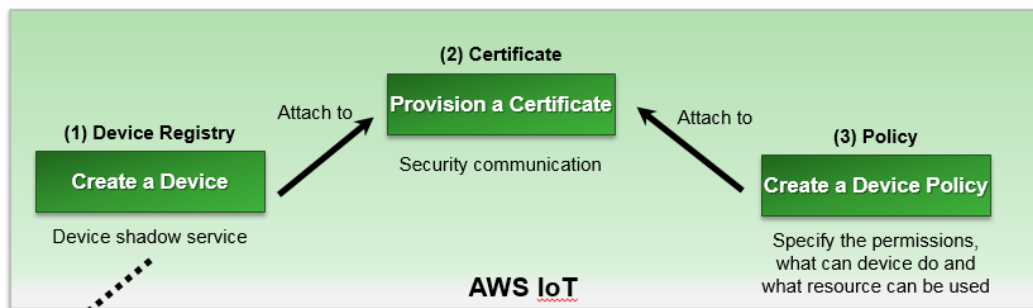 (2) Certificate
Provision a Certificate
Attach to
Attach to
(1) Device Registry
(3) Policy
Security communication
Create a Device
Create a Device Policy
Device shadow service
Specify the permissions,
what can device do and
what resource can be used
AWS IoT